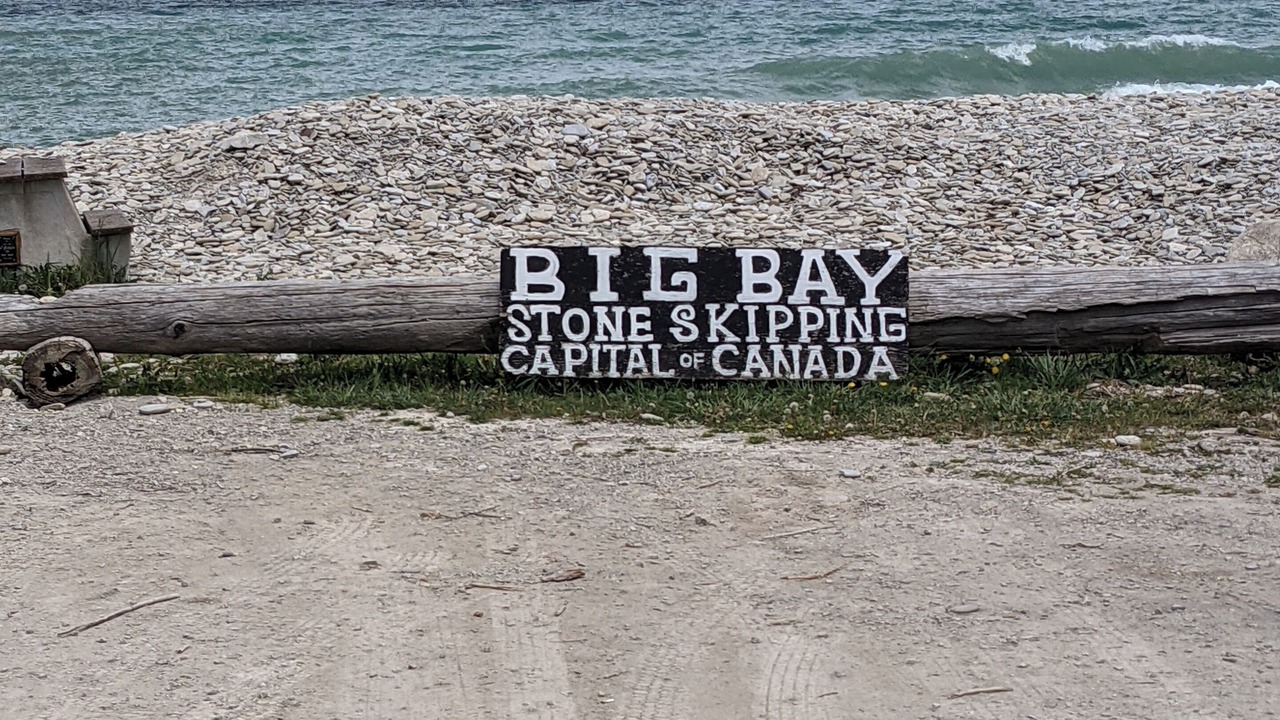 BIG BAY
STONE SKIPPING
CAPITAL OF CANADA